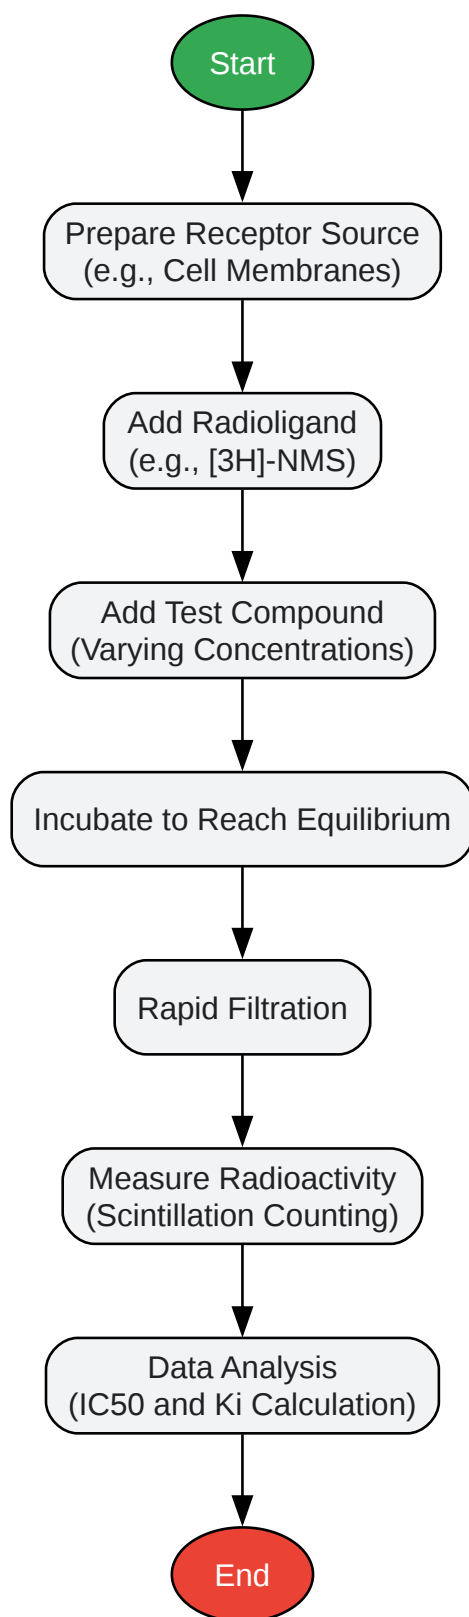 Start
Prepare Receptor Source
(e.g., Cell Membranes)
Add Radioligand
(e.g., [3H]-NMS)
Add Test Compound
(Varying Concentrations)
Incubate to Reach Equilibrium
Rapid Filtration
Measure Radioactivity
(Scintillation Counting)
Data Analysis
(IC50 and Ki Calculation)
End